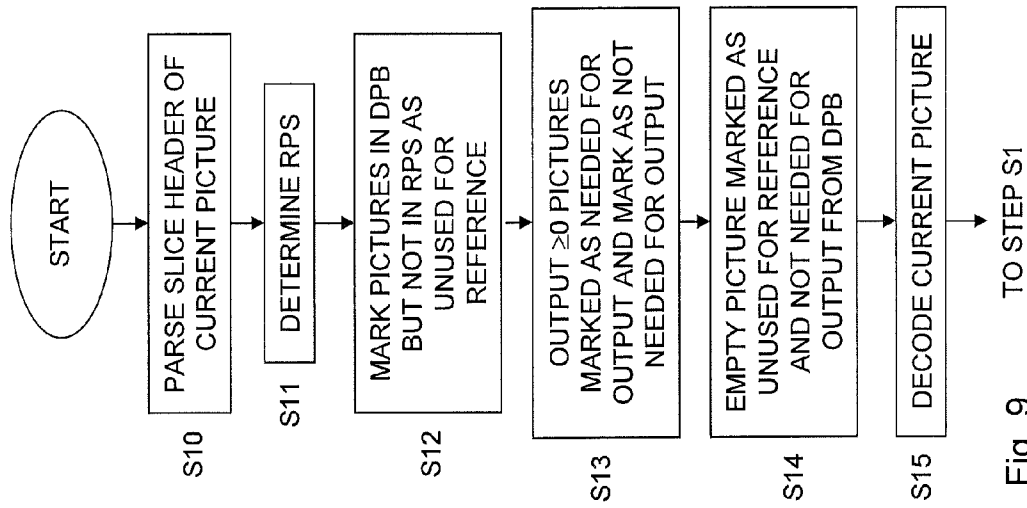 START
S10
PARSE SLICE HEADER OF
CURRENT PICTURE
S11
DETERMINE RPS
S12
MARK PICTURES IN DPB
BUT NOT IN RPS AS
UNUSED FOR
REFERENCE
S13
OUTPUT ≥0 PICTURES
MARKED AS NEEDED FOR
OUTPUT AND MARK AS NOT
NEEDED FOR OUTPUT
S14
EMPTY PICTURE MARKED AS
UNUSED FOR REFERENCE
AND NOT NEEDED FOR
OUTPUT FROM DPB
S15
DECODE CURRENT PICTURE
TO STEP S1
Fig. 9